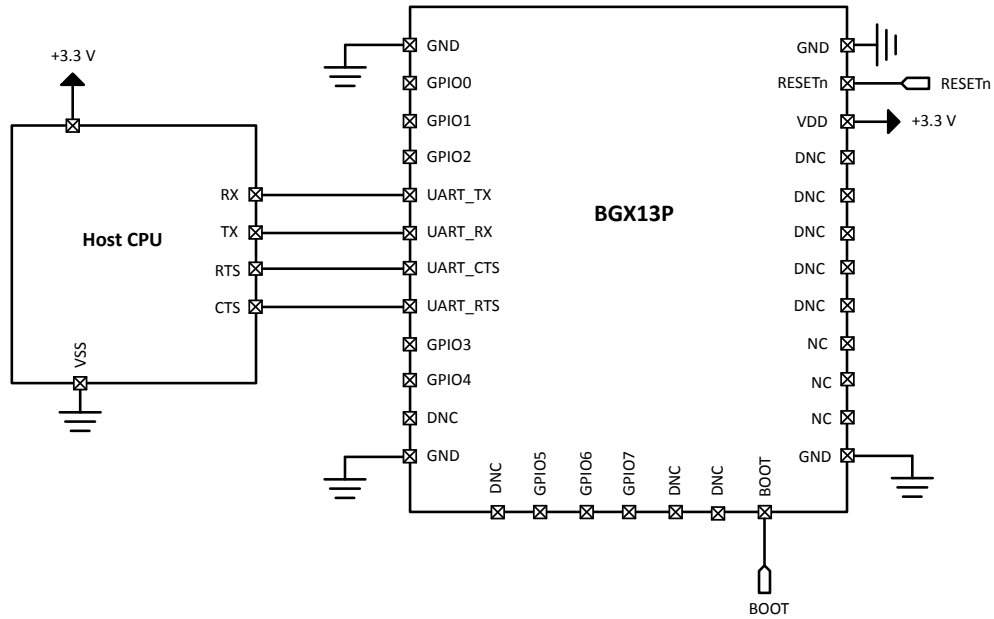 +3.3 V
Host CPU
RX
TX
RTS
CTS
VSS
BGX13P
GND
GPIO0
GPIO1
GPIO2
UART_TX
UART_RX
UART_CTS
UART_RTS
GPIO3
GPIO4
DNC
GND
DNC
GPIO5
GPIO6
GPIO7
DNC
DNC
BOOT
BOOT
GND
RESETn
RESETn
VDD
+3.3 V
DNC
DNC
DNC
DNC
DNC
NC
NC
NC
GND